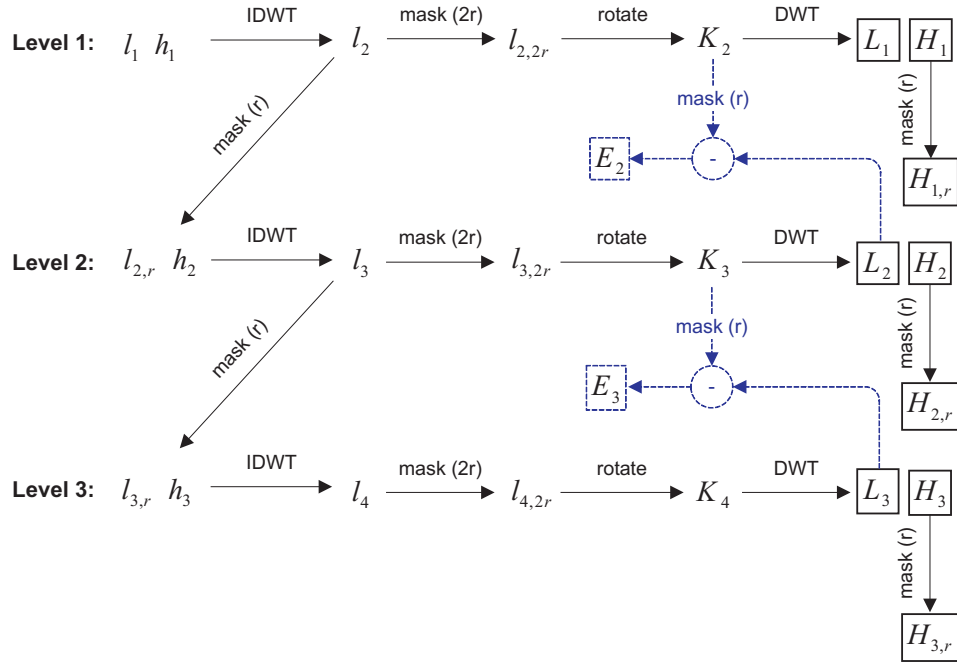 IDWT mask (2r) rotate DWT
Level 1: l₁ h₁ l₂ l₂,₂ᵣ K₂ L₁ H₁
mask (r) mask (r) mask (r)
E₂ - H₁,ᵣ
IDWT mask (2r) rotate DWT
Level 2: l₂,ᵣ h₂ l₃ l₃,₂ᵣ K₃ L₂ H₂
mask (r) mask (r) mask (r)
E₃ - H₂,ᵣ
IDWT mask (2r) rotate DWT
Level 3: l₃,ᵣ h₃ l₄ l₄,₂ᵣ K₄ L₃ H₃
mask (r)
H₃,ᵣ